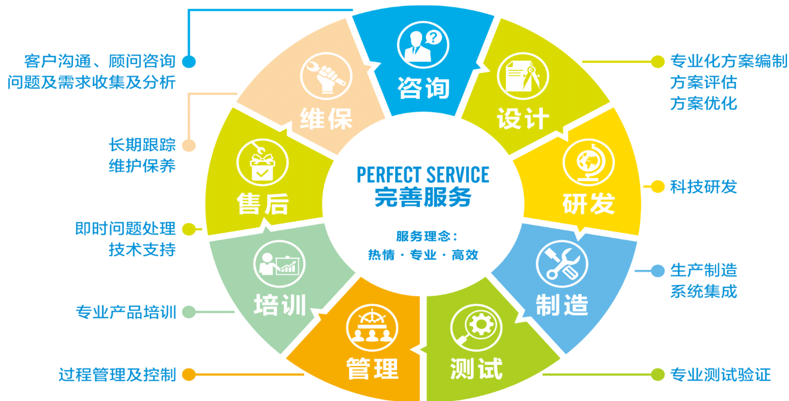 客户沟通、顾问咨询
问题及需求收集及分析
长期跟踪
维护保养
即时问题处理
技术支持
专业产品培训
过程管理及控制
咨询
设计
研发
制造
测试
管理
培训
售后
维保
PERFECT SERVICE
完善服务
服务理念：
热情·专业·高效
专业化方案编制
方案评估
方案优化
科技研发
生产制造
系统集成
专业测试验证